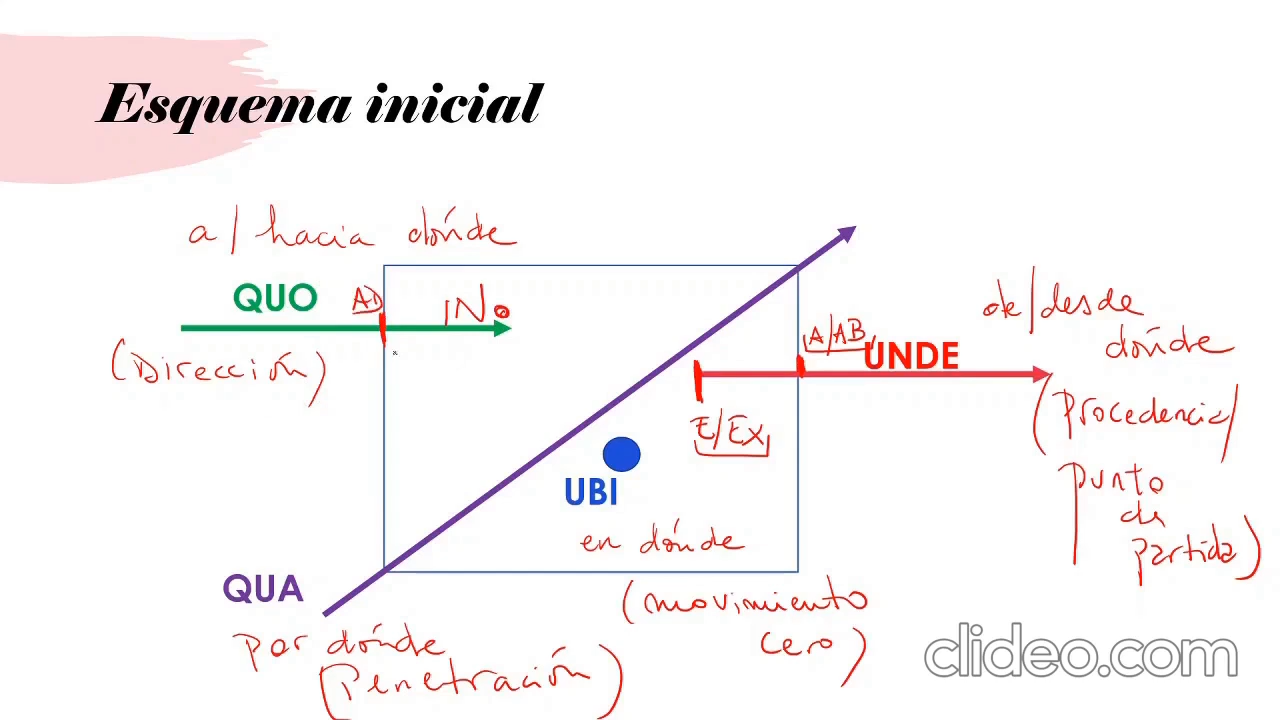 Esquema inicial
a/hacia dónde
QUO
AD
IN
(Dirección)
A/AB
UNDE
de/desde
dónde
(Procedencia/
punto
de
partida)
E/EX
UBI
en dónde
(movimiento
cero)
QUA
por dónde
(Penetración)
clideo.com